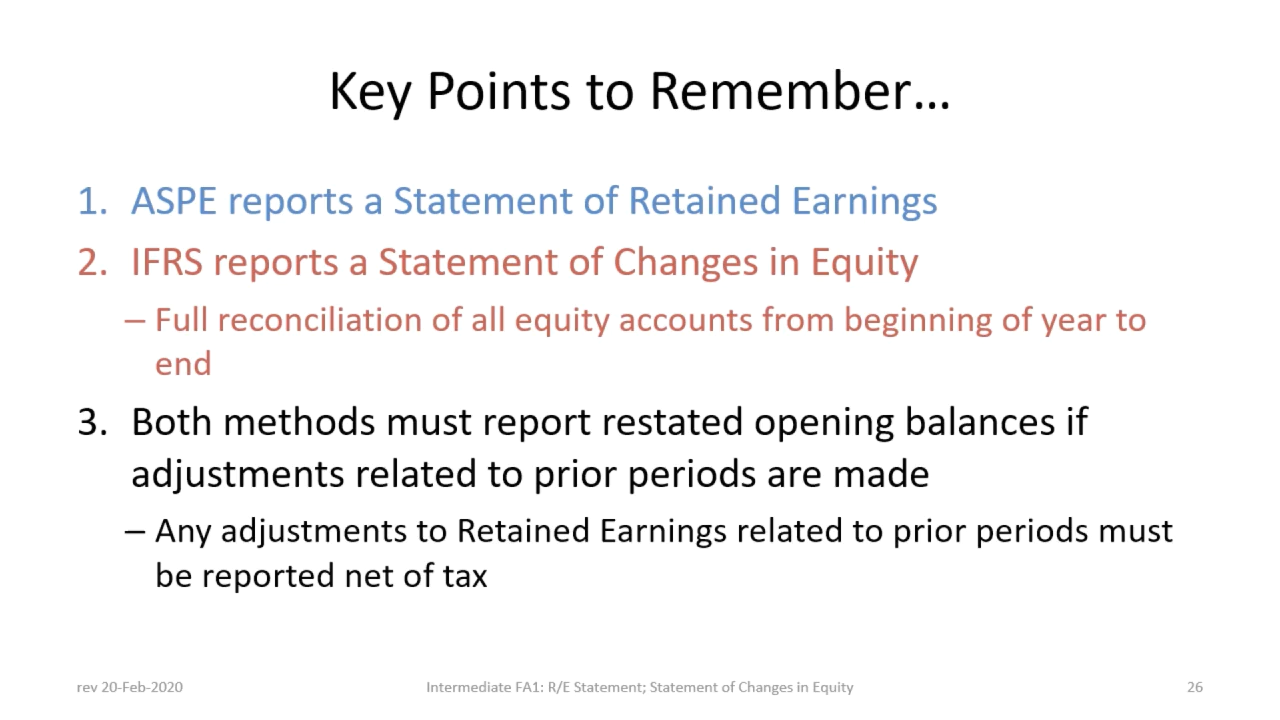 Key Points to Remember…
1. ASPE reports a Statement of Retained Earnings
2. IFRS reports a Statement of Changes in Equity
– Full reconciliation of all equity accounts from beginning of year to
end
3. Both methods must report restated opening balances if
adjustments related to prior periods are made
– Any adjustments to Retained Earnings related to prior periods must
be reported net of tax
rev 20-Feb-2020
Intermediate FA1: R/E Statement; Statement of Changes in Equity
26